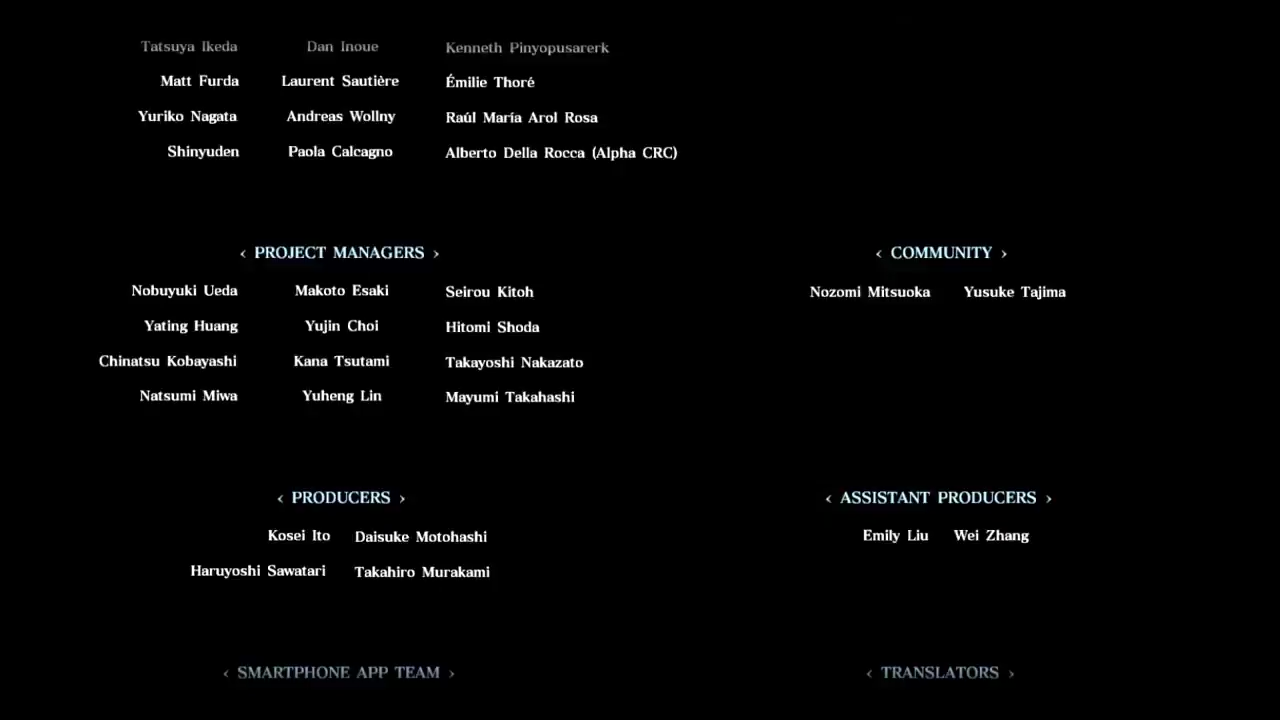 Tatsuya Ikeda Dan Inoue Kenneth Pinyopusarerk
Matt Furda Laurent Sautière Émilie Thoré
Yuriko Nagata Andreas Wollny Raúl María Arol Rosa
Shinyuden Paola Calcagno Alberto Della Rocca (Alpha CRC)
‹ PROJECT MANAGERS ›
Nobuyuki Ueda Makoto Esaki Seirou Kitoh
Yating Huang Yujin Choi Hitomi Shoda
Chinatsu Kobayashi Kana Tsutami Takayoshi Nakazato
Natsumi Miwa Yuheng Lin Mayumi Takahashi
‹ COMMUNITY ›
Nozomi Mitsuoka Yusuke Tajima
‹ PRODUCERS ›
Kosei Ito Daisuke Motohashi
Haruyoshi Sawatari Takahiro Murakami
‹ ASSISTANT PRODUCERS ›
Emily Liu Wei Zhang
‹ SMARTPHONE APP TEAM ›
‹ TRANSLATORS ›